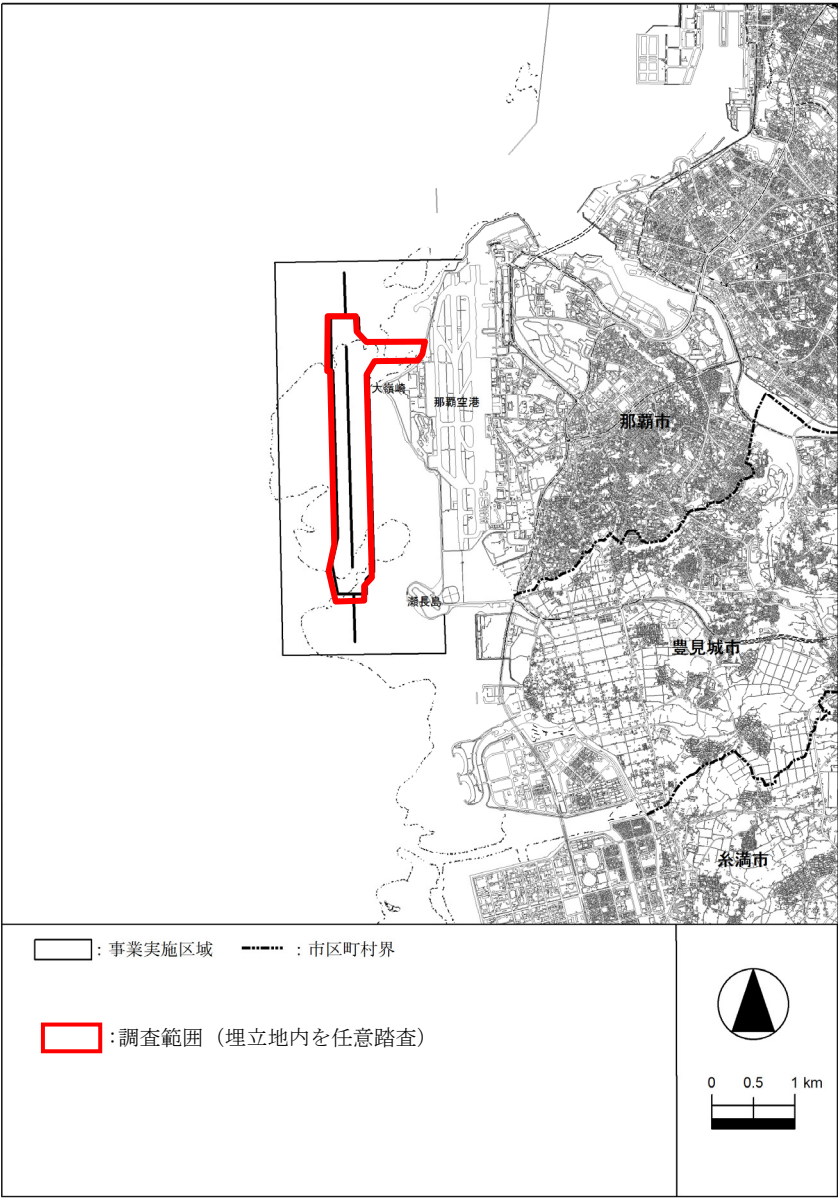 大嶺崎
那覇空港
那覇市
瀬長島
豊見城市
糸満市
：事業実施区域
：市区町村界
：調査範囲（埋立地内を任意踏査）
0 0.5 1 km